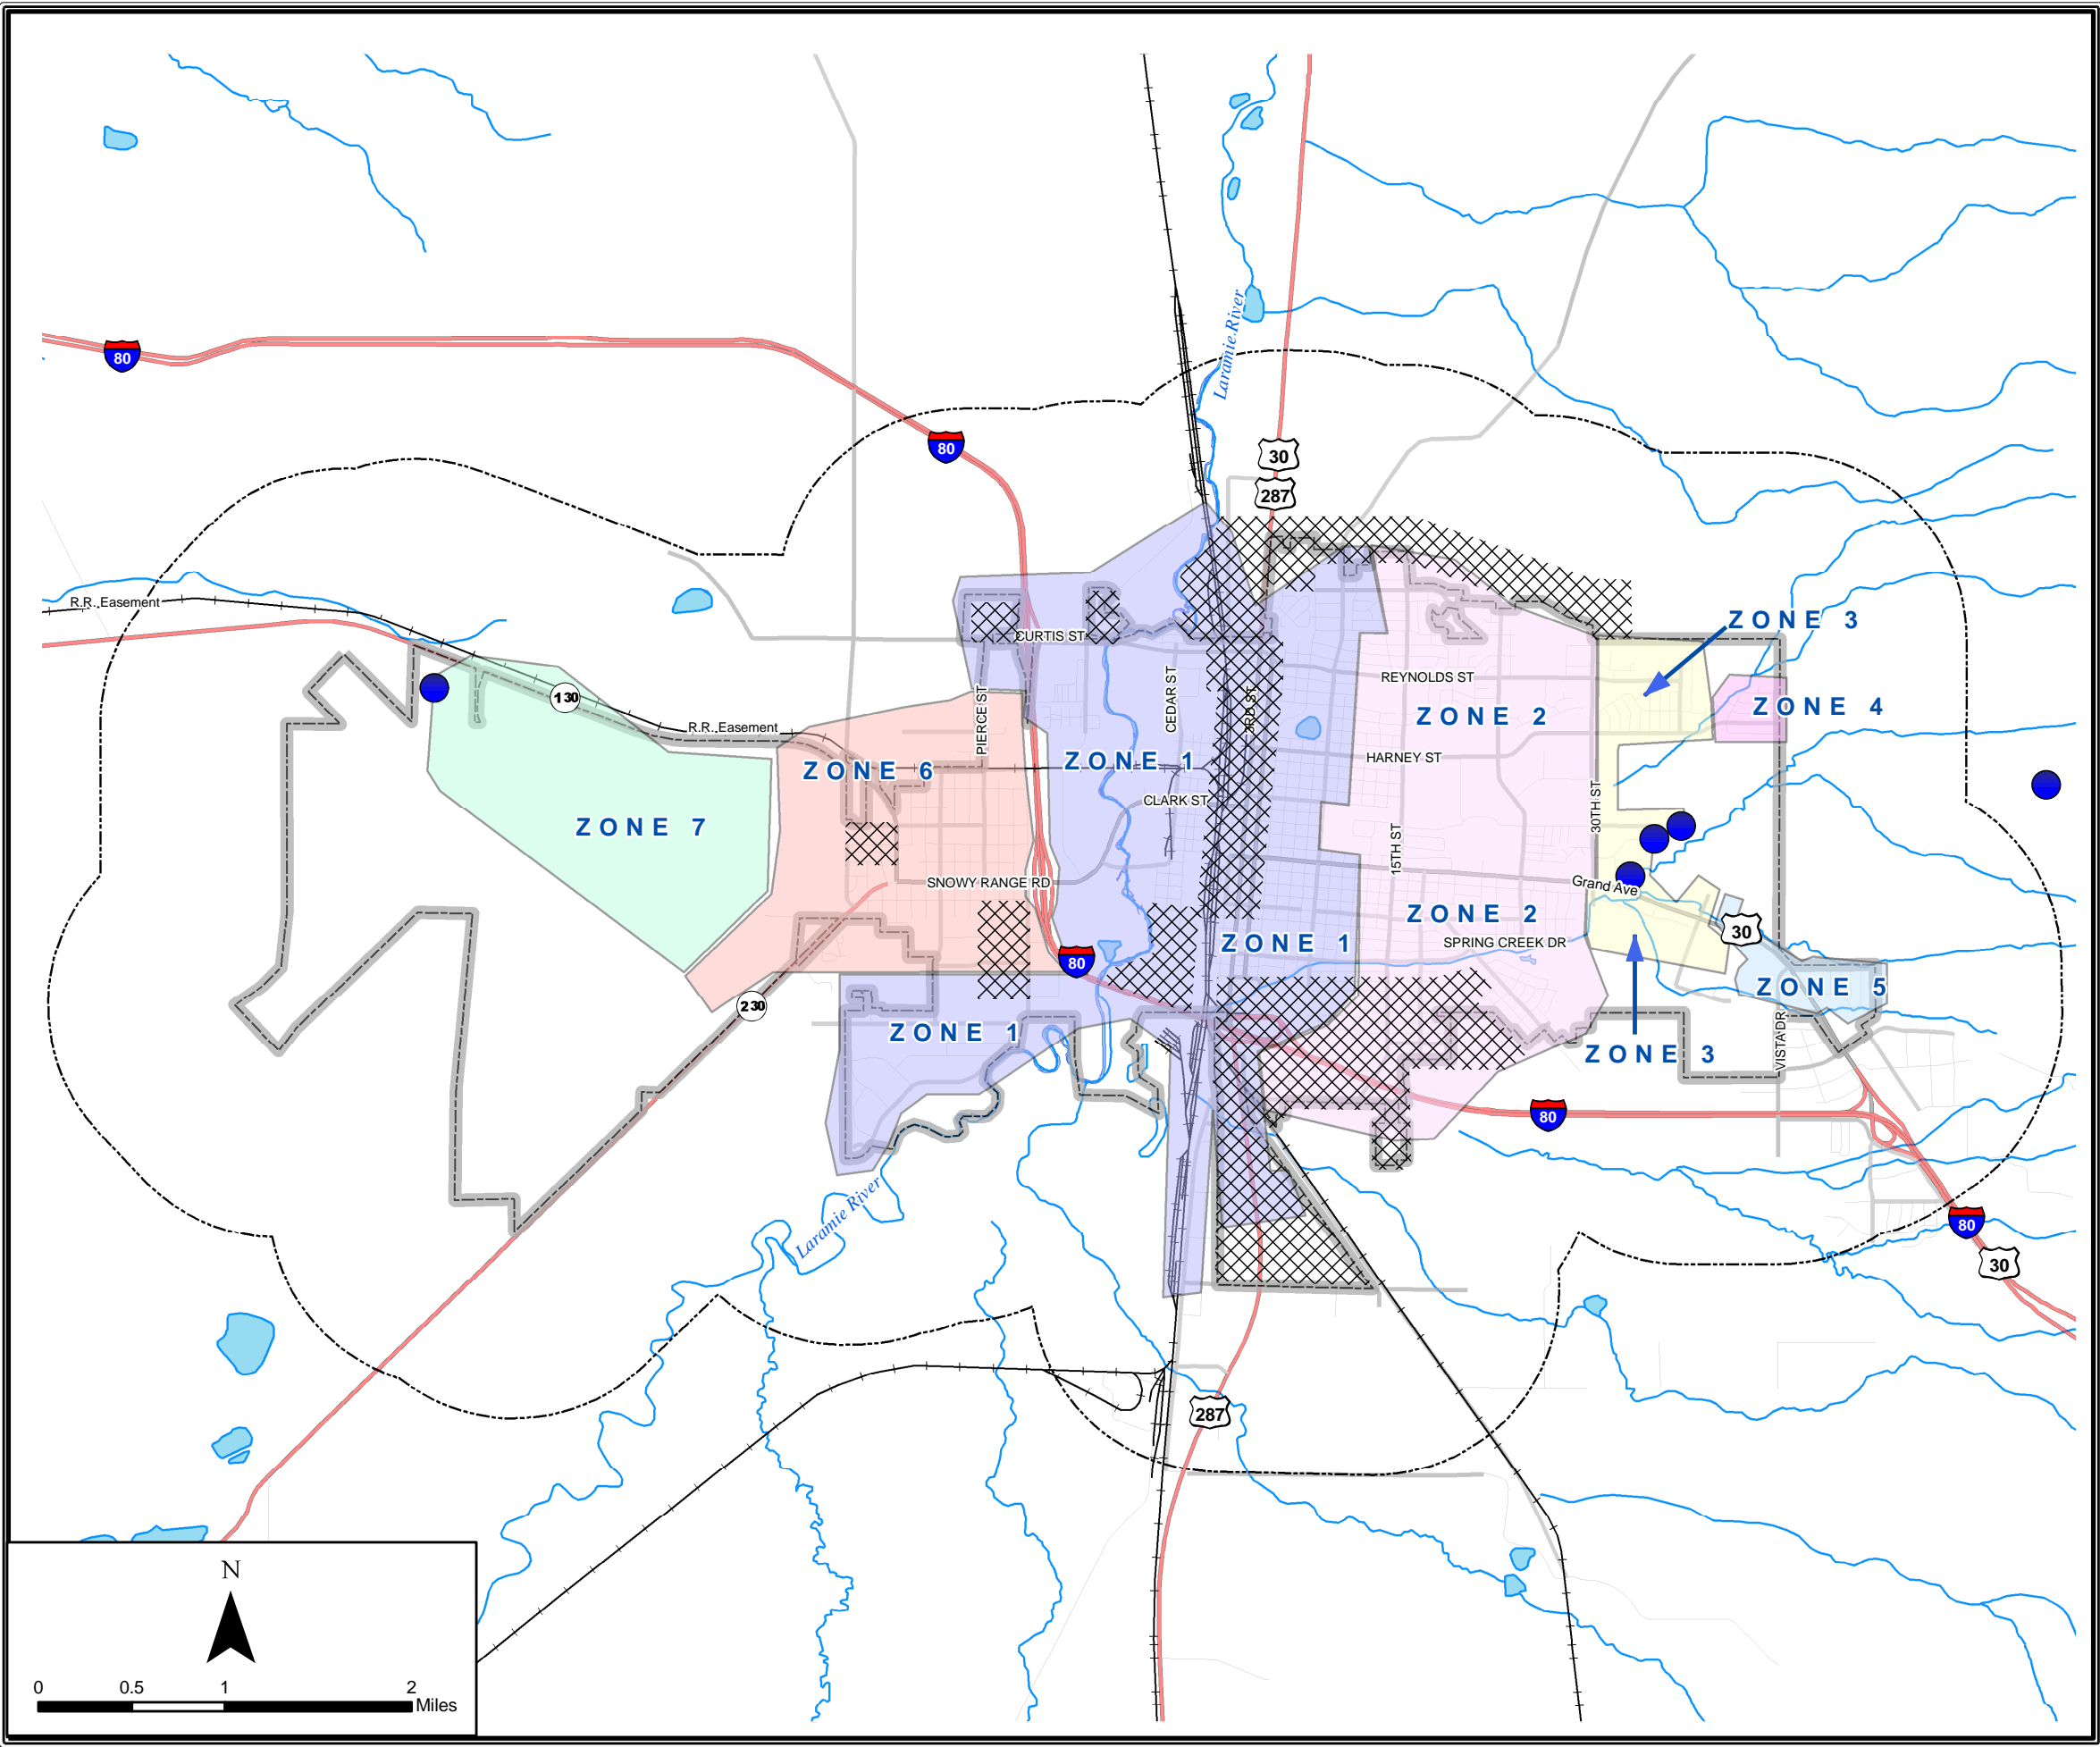 80
Laramie River
80
30
287
R.R. Easement
ZONE 3
CURTIS ST
130
PIERCE ST
CEDAR ST
3RD ST
REYNOLDS ST
ZONE 4
ZONE 2
R.R. Easement
ZONE 6
ZONE 1
HARNEY ST
CLARK ST
30TH ST
ZONE 7
15TH ST
SNOWY RANGE RD
Grand Ave
ZONE 2
30
ZONE 1
SPRING CREEK DR
80
ZONE 5
230
ZONE 1
VISTA DR
ZONE 3
80
Laramie River
80
30
287
N
0 0.5 1 2
Miles